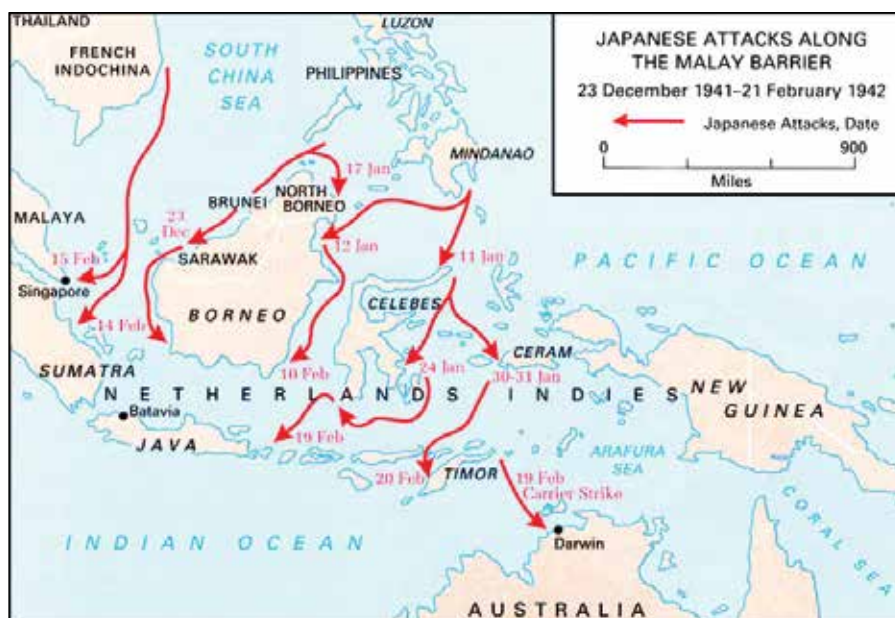 THAILAND
FRENCH
INDOCHINA
SOUTH
CHINA
SEA
LUZON
PHILIPPINES
MINDANAO
JAPANESE ATTACKS ALONG
THE MALAY BARRIER
23 December 1941–21 February 1942
Japanese Attacks, Date
0
900
Miles
MALAYA
Singapore
15 Feb
14 Feb
SUMATRA
23
Dec
BRUNEI
NORTH
BORNEO
17 Jan
SARAWAK
12 Jan
BORNEO
10 Feb
11 Jan
CELEBES
24 Jan
CERAM
30-31 Jan
PACIFIC OCEAN
NETHERLANDS INDIES
NEW
GUINEA
Batavia
JAVA
19 Feb
20 Feb
TIMOR
ARAFURA
SEA
19 Feb
Carrier Strike
Darwin
INDIAN OCEAN
CORAL SEA
AUSTRALIA